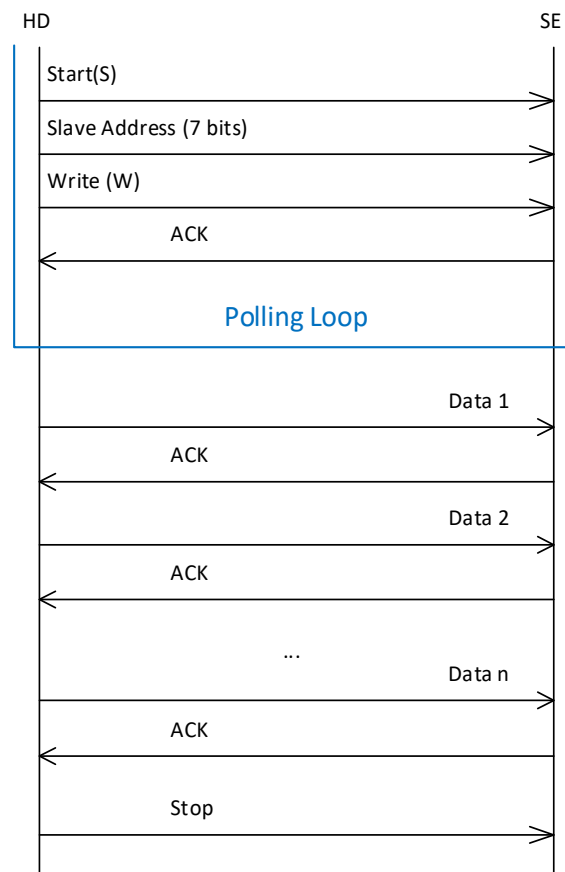 HD SE
Start(S)
Slave Address (7 bits)
Write (W)
ACK
Polling Loop
Data 1
ACK
Data 2
ACK
...
Data n
ACK
Stop